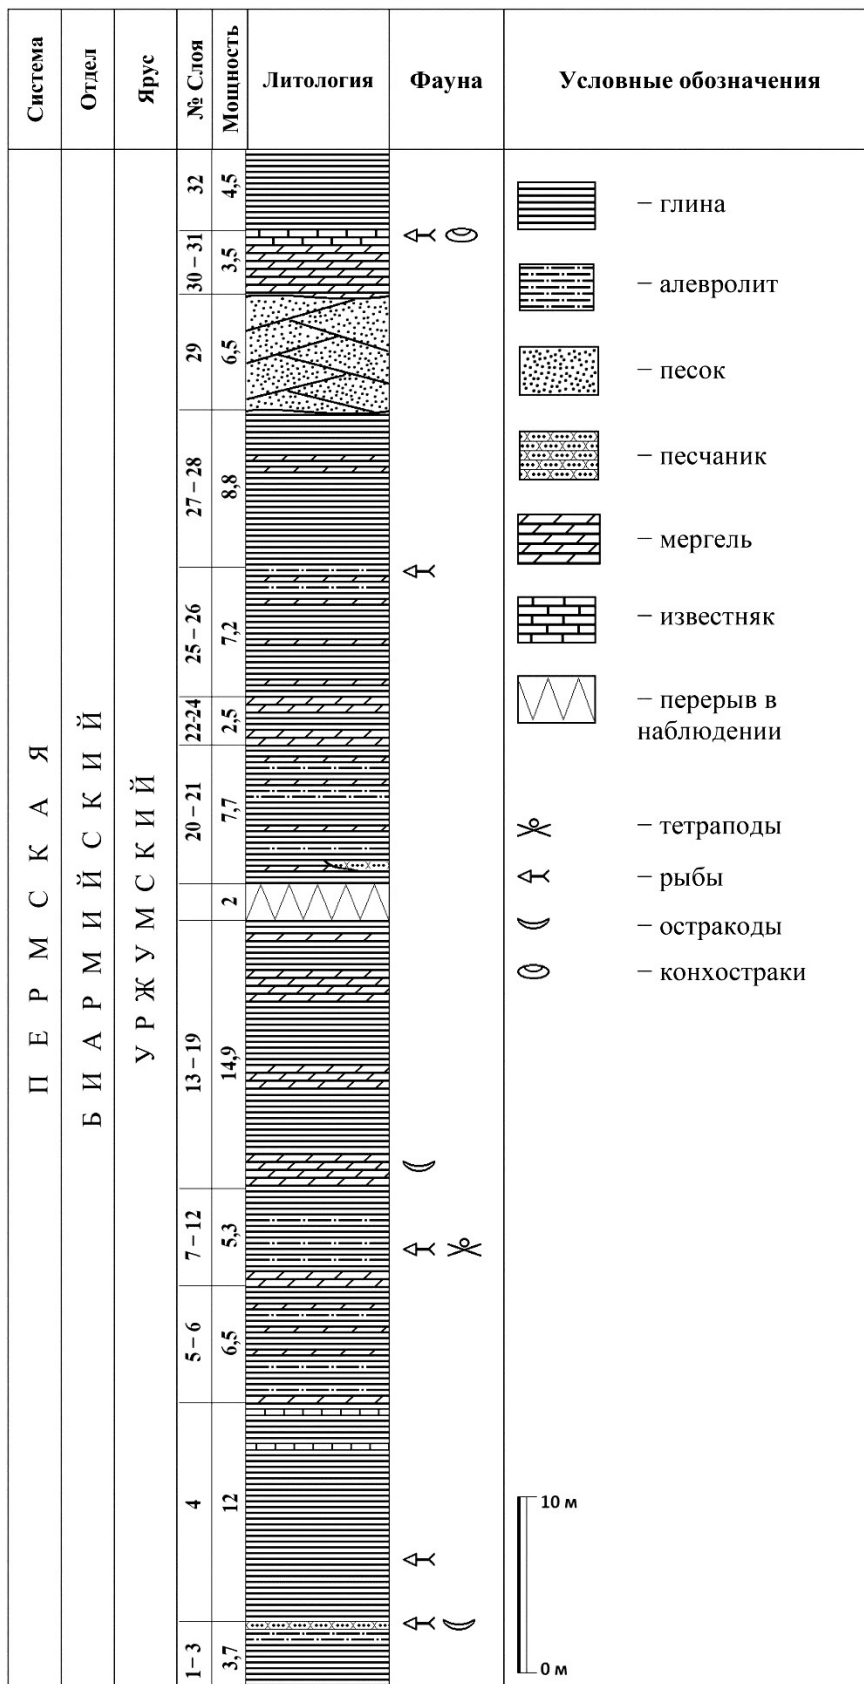 Система
Отдел
Ярус
№ Слоя
Мощность
Литология
Фауна
Условные обозначения
ПЕРМСКАЯ
БИАРМИЙСКИЙ
УРЖУМСКИЙ
32
4,5
30 – 31
3,5
29
6,5
27 – 28
8,8
25 – 26
7,2
22-24
2,5
20 – 21
7,7
2
13 – 19
14,9
7 – 12
5,3
5 – 6
6,5
4
12
1 – 3
3,7
– глина
– алевролит
– песок
– песчаник
– мергель
– известняк
– перерыв в
наблюдении
– тетраподы
– рыбы
– остракоды
– конхостраки
10 м
0 м